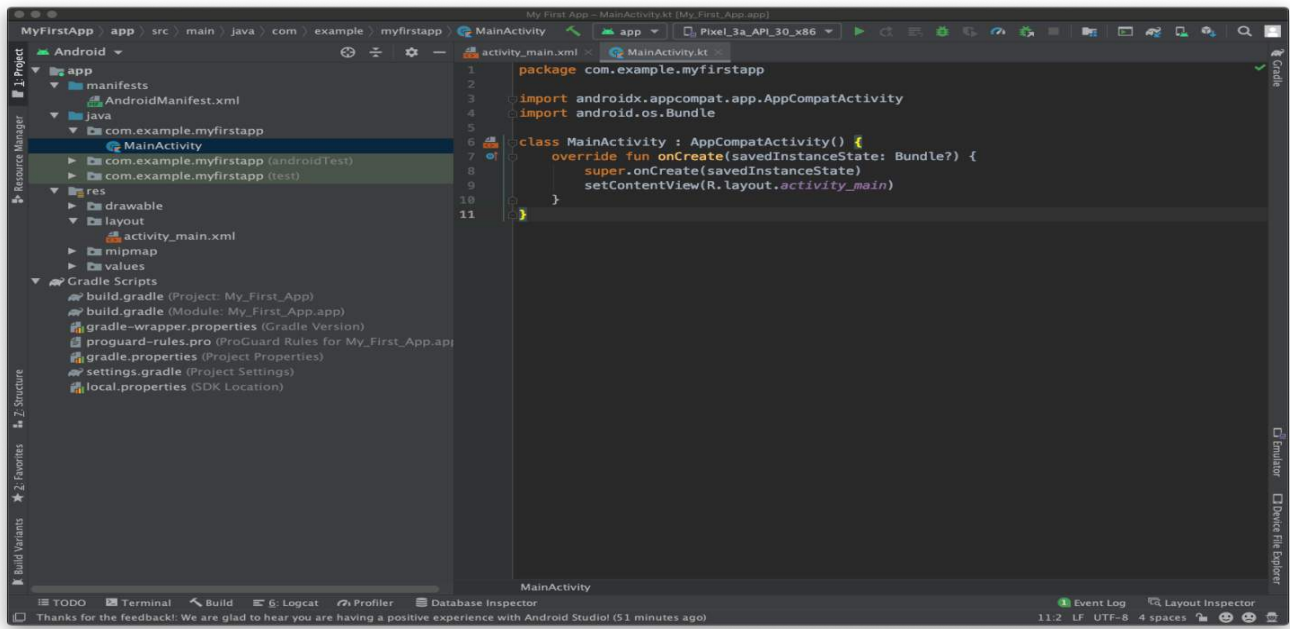 My First App – MainActivity.kt [My_First_App.app]
MyFirstApp app src main java com example myfirstapp MainActivity app Pixel_3a_API_30_x86
1: Project
Resource Manager
Z: Structure
2: Favorites
Build Variants
Android
app
manifests
AndroidManifest.xml
java
com.example.myfirstapp
MainActivity
com.example.myfirstapp (androidTest)
com.example.myfirstapp (test)
res
drawable
layout
activity_main.xml
mipmap
values
Gradle Scripts
build.gradle (Project: My_First_App)
build.gradle (Module: My_First_App.app)
gradle-wrapper.properties (Gradle Version)
proguard-rules.pro (ProGuard Rules for My_First_App.app
gradle.properties (Project Properties)
settings.gradle (Project Settings)
local.properties (SDK Location)
activity_main.xml MainActivity.kt
1 package com.example.myfirstapp
2
3 import androidx.appcompat.app.AppCompatActivity
4 import android.os.Bundle
5
6 class MainActivity : AppCompatActivity() {
7 override fun onCreate(savedInstanceState: Bundle?) {
8 super.onCreate(savedInstanceState)
9 setContentView(R.layout.activity_main)
10 }
11 }
MainActivity
Gradle
Emulator
Device File Explorer
TODO Terminal Build 6: Logcat Profiler Database Inspector 1 Event Log Layout Inspector
Thanks for the feedback!: We are glad to hear you are having a positive experience with Android Studio! (51 minutes ago) 11:2 LF UTF-8 4 spaces